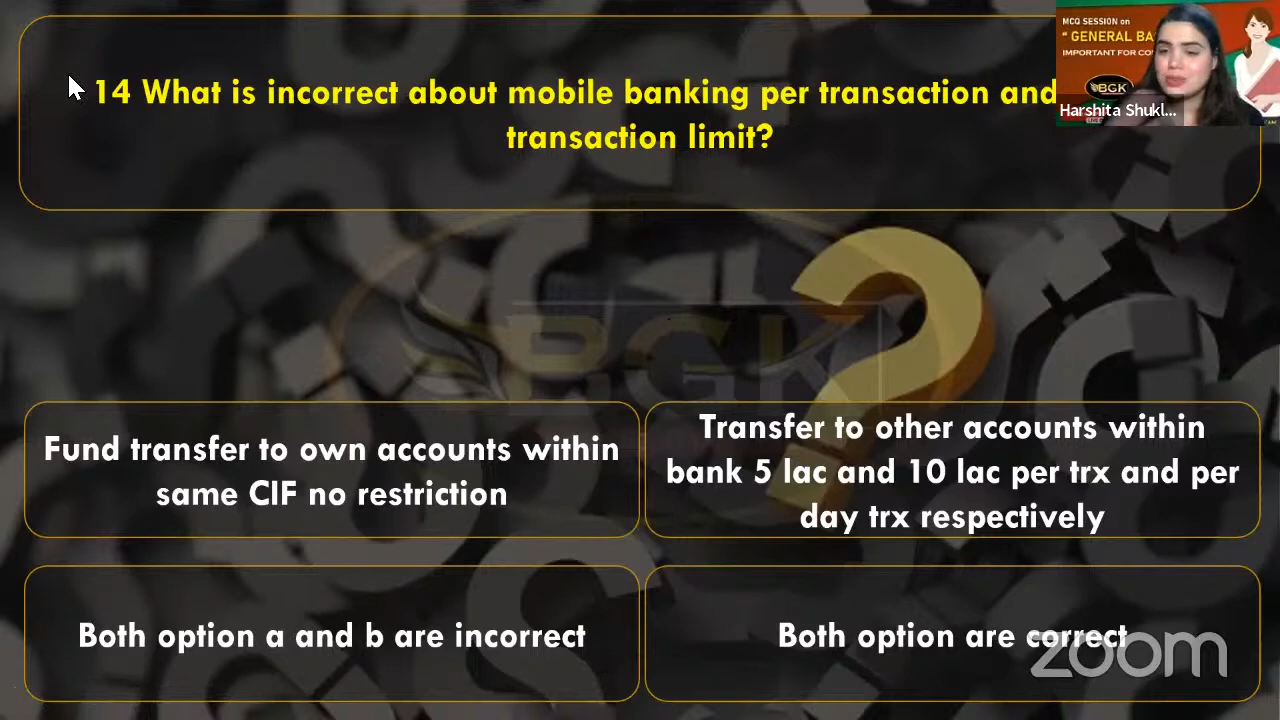 14 What is incorrect about mobile banking per transaction and
transaction limit?
MCQ SESSION on
" GENERAL BA
IMPORTANT FOR CO
BGK
Harshita Shukl...
BGK
Fund transfer to own accounts within
same CIF no restriction
Transfer to other accounts within
bank 5 lac and 10 lac per trx and per
day trx respectively
Both option a and b are incorrect
Both option are correct
zoom